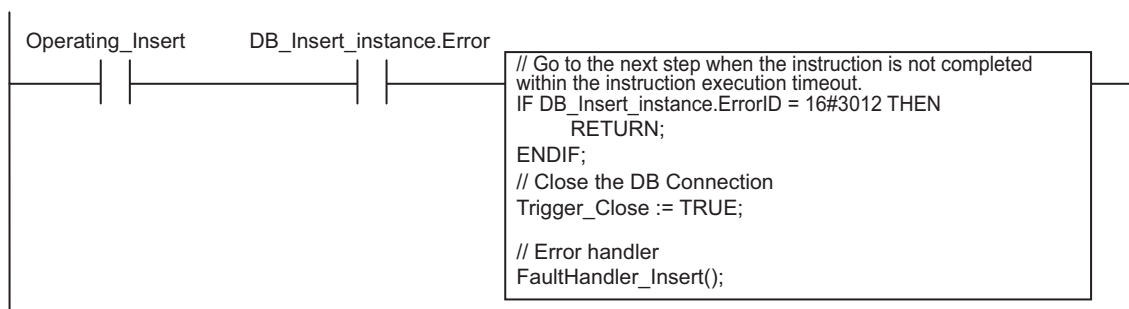 Operating_Insert DB_Insert_instance.Error
// Go to the next step when the instruction is not completed
within the instruction execution timeout.
IF DB_Insert_instance.ErrorID = 16#3012 THEN
RETURN;
ENDIF;
// Close the DB Connection
Trigger_Close := TRUE;
// Error handler
FaultHandler_Insert();